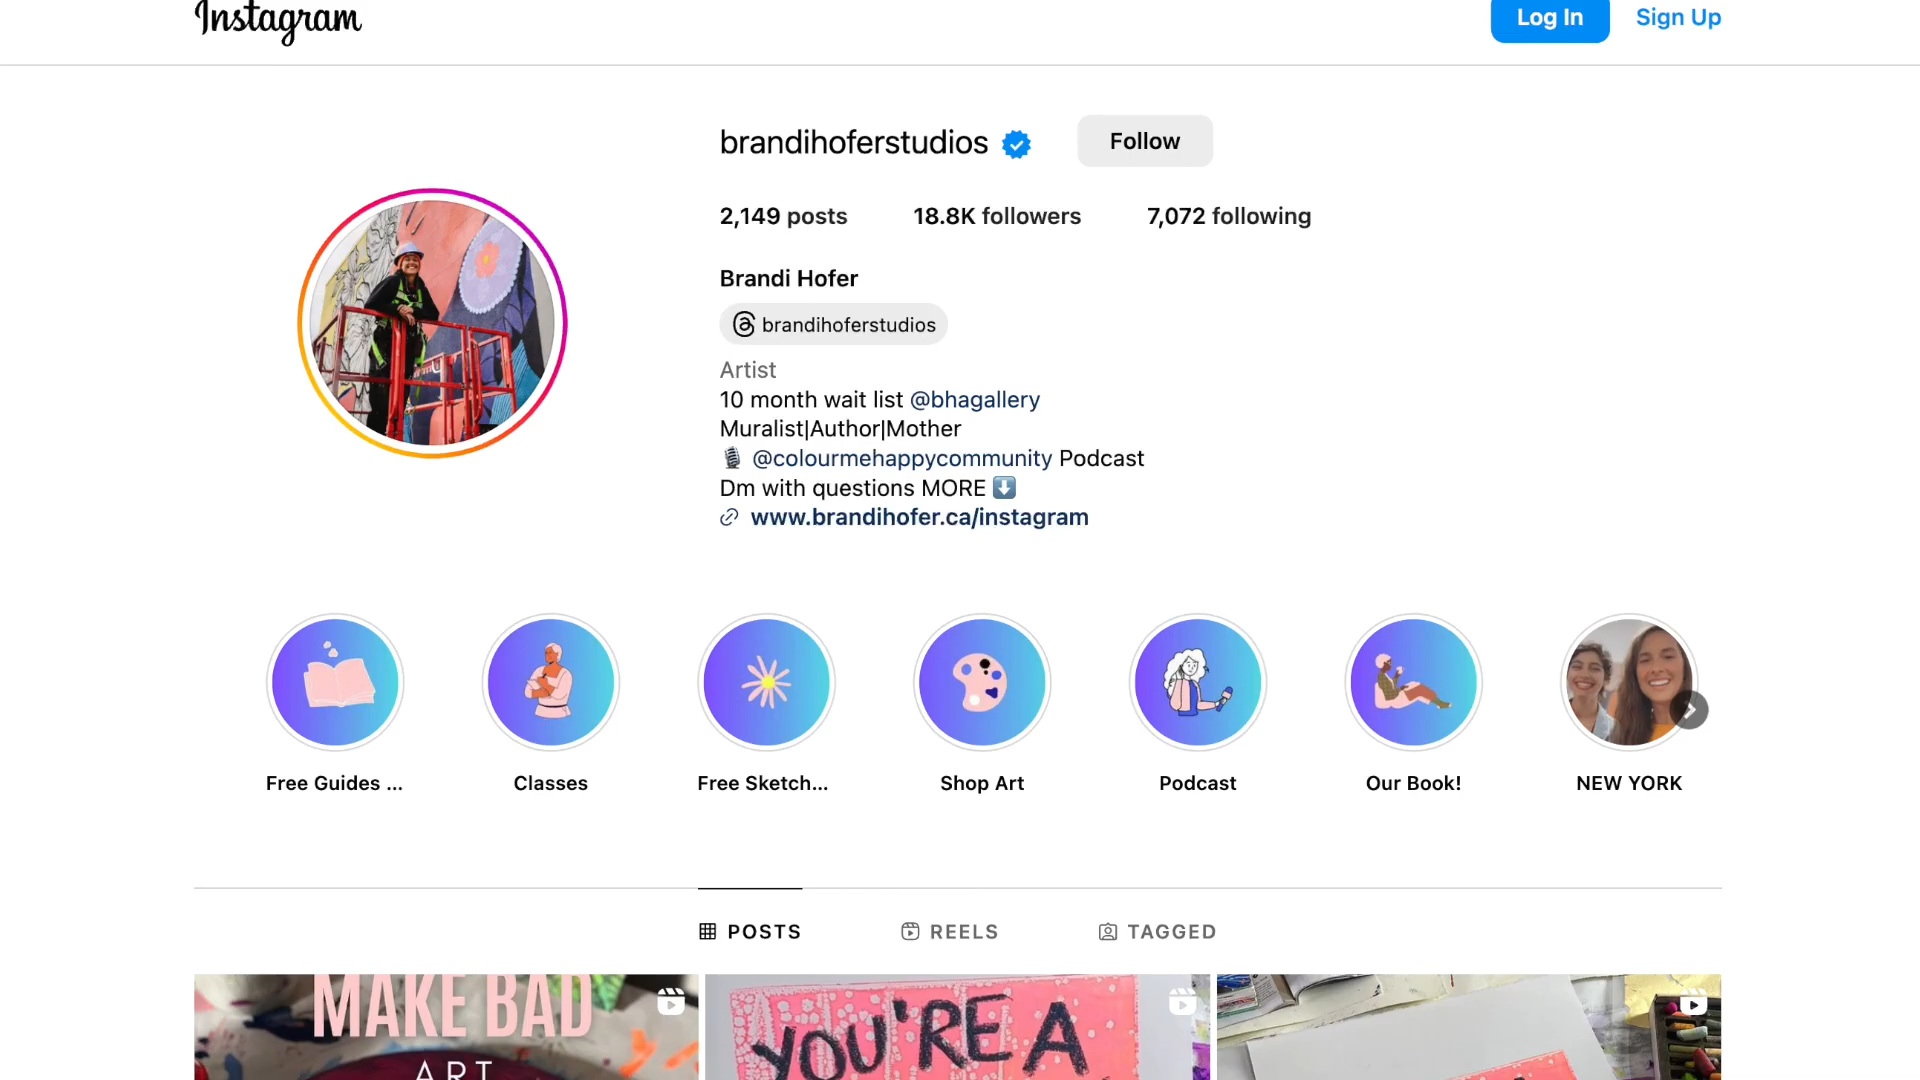 Instagram
Log In
Sign Up
brandihoferstudios
Follow
2,149 posts
18.8K followers
7,072 following
Brandi Hofer
brandihoferstudios
Artist
10 month wait list @bhagallery
Muralist|Author|Mother
🎙️ @colourmehappycommunity Podcast
Dm with questions MORE ⬇️
www.brandihofer.ca/instagram
Free Guides ...
Classes
Free Sketch...
Shop Art
Podcast
Our Book!
NEW YORK
POSTS
REELS
TAGGED
MAKE BAD
ART
YOU'RE A